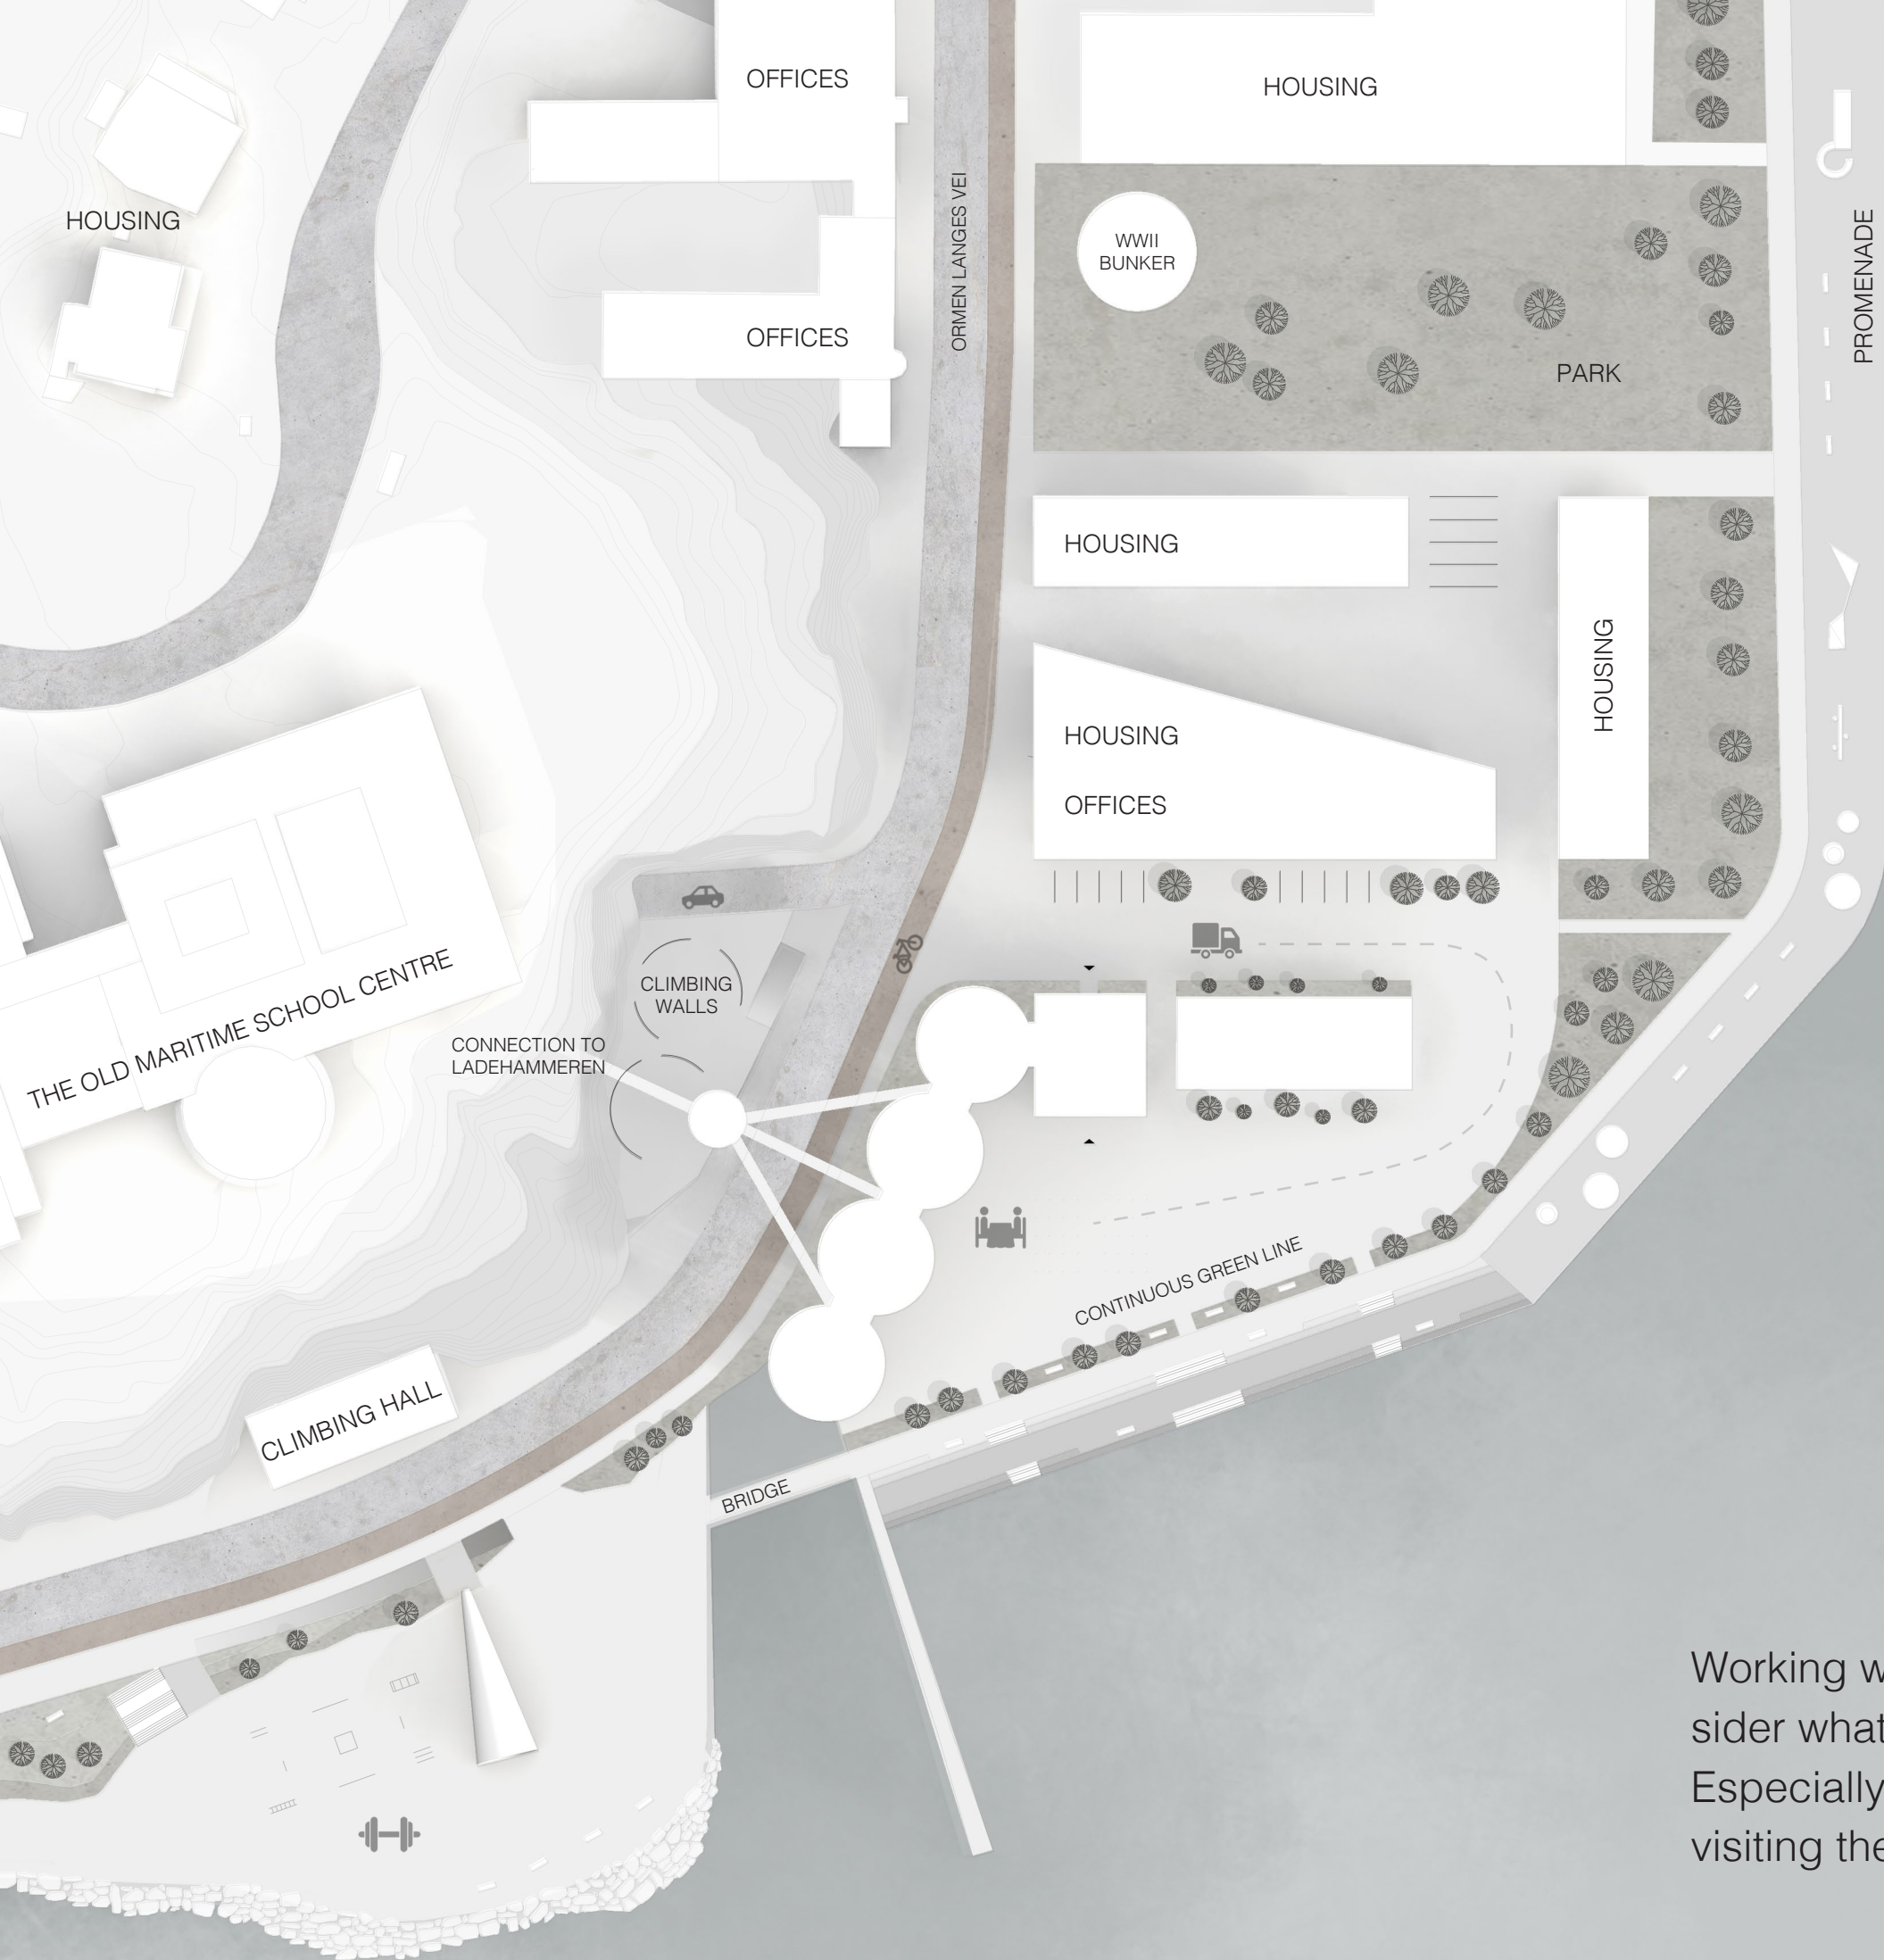 OFFICES
HOUSING
HOUSING
ORMEN LANGES VEI
WWII
BUNKER
PROMENADE
OFFICES
PARK
HOUSING
HOUSING
HOUSING
OFFICES
THE OLD MARITIME SCHOOL CENTRE
CLIMBING
WALLS
CONNECTION TO
LADEHAMMEREN
CONTINUOUS GREEN LINE
CLIMBING HALL
BRIDGE
Working w
sider what
Especially
visiting the